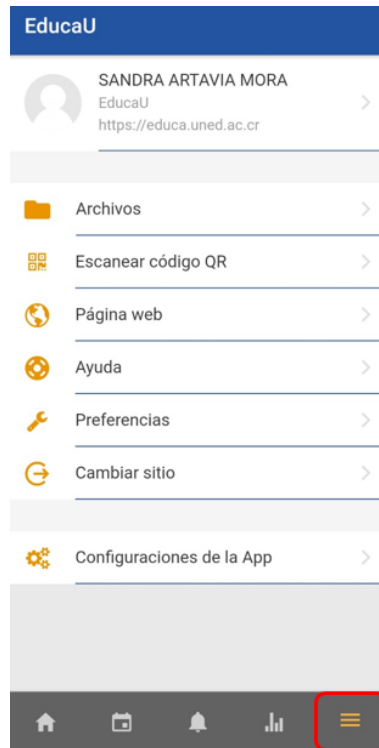 EducaU
SANDRA ARTAVIA MORA
EducaU
https://educa.uned.ac.cr
Archivos
Escanear código QR
Página web
Ayuda
Preferencias
Cambiar sitio
Configuraciones de la App